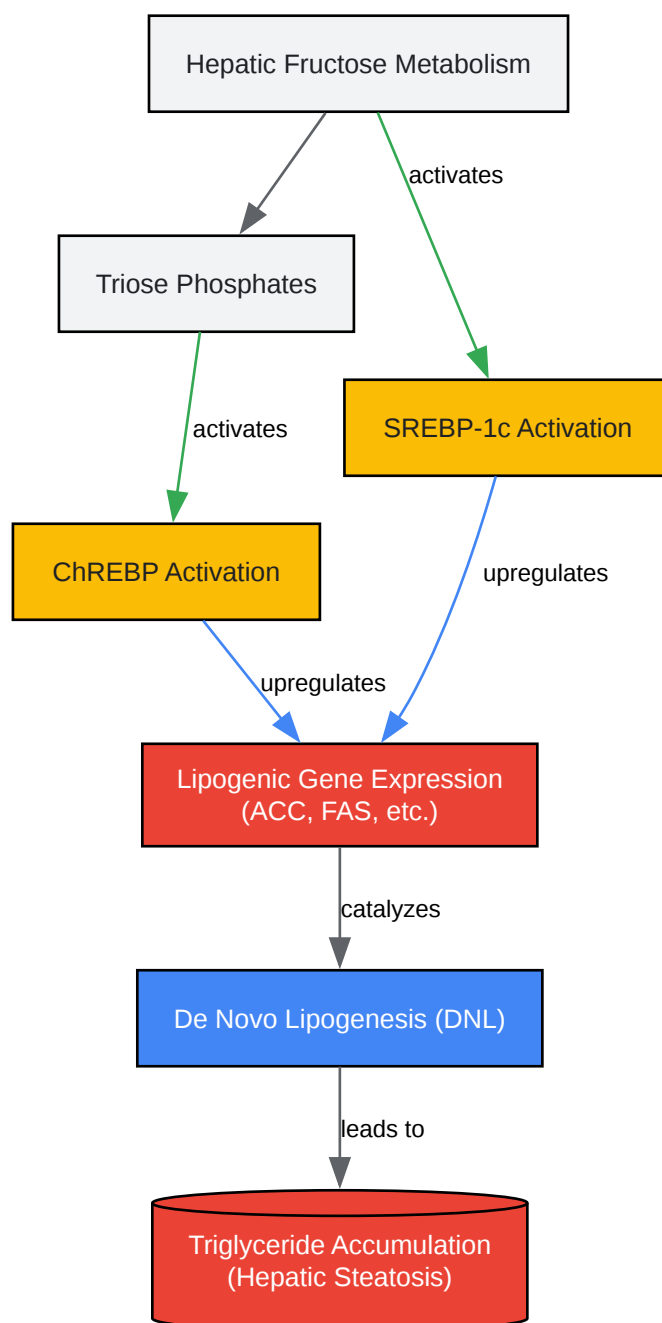 Hepatic Fructose Metabolism
activates
Triose Phosphates
SREBP-1c Activation
activates
ChREBP Activation
upregulates
upregulates
Lipogenic Gene Expression
(ACC, FAS, etc.)
catalyzes
De Novo Lipogenesis (DNL)
leads to
Triglyceride Accumulation
(Hepatic Steatosis)